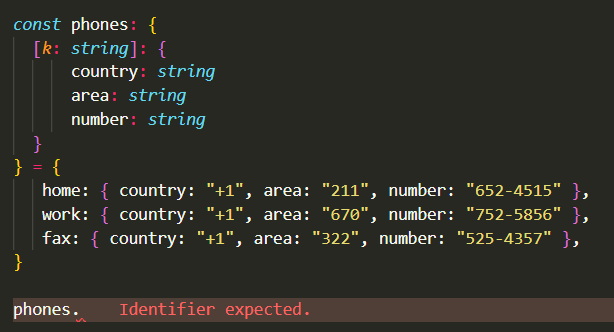 const phones: {
[k: string]: {
country: string
area: string
number: string
}
} = {
home: { country: "+1", area: "211", number: "652-4515" },
work: { country: "+1", area: "670", number: "752-5856" },
fax: { country: "+1", area: "322", number: "525-4357" },
}
phones. Identifier expected.